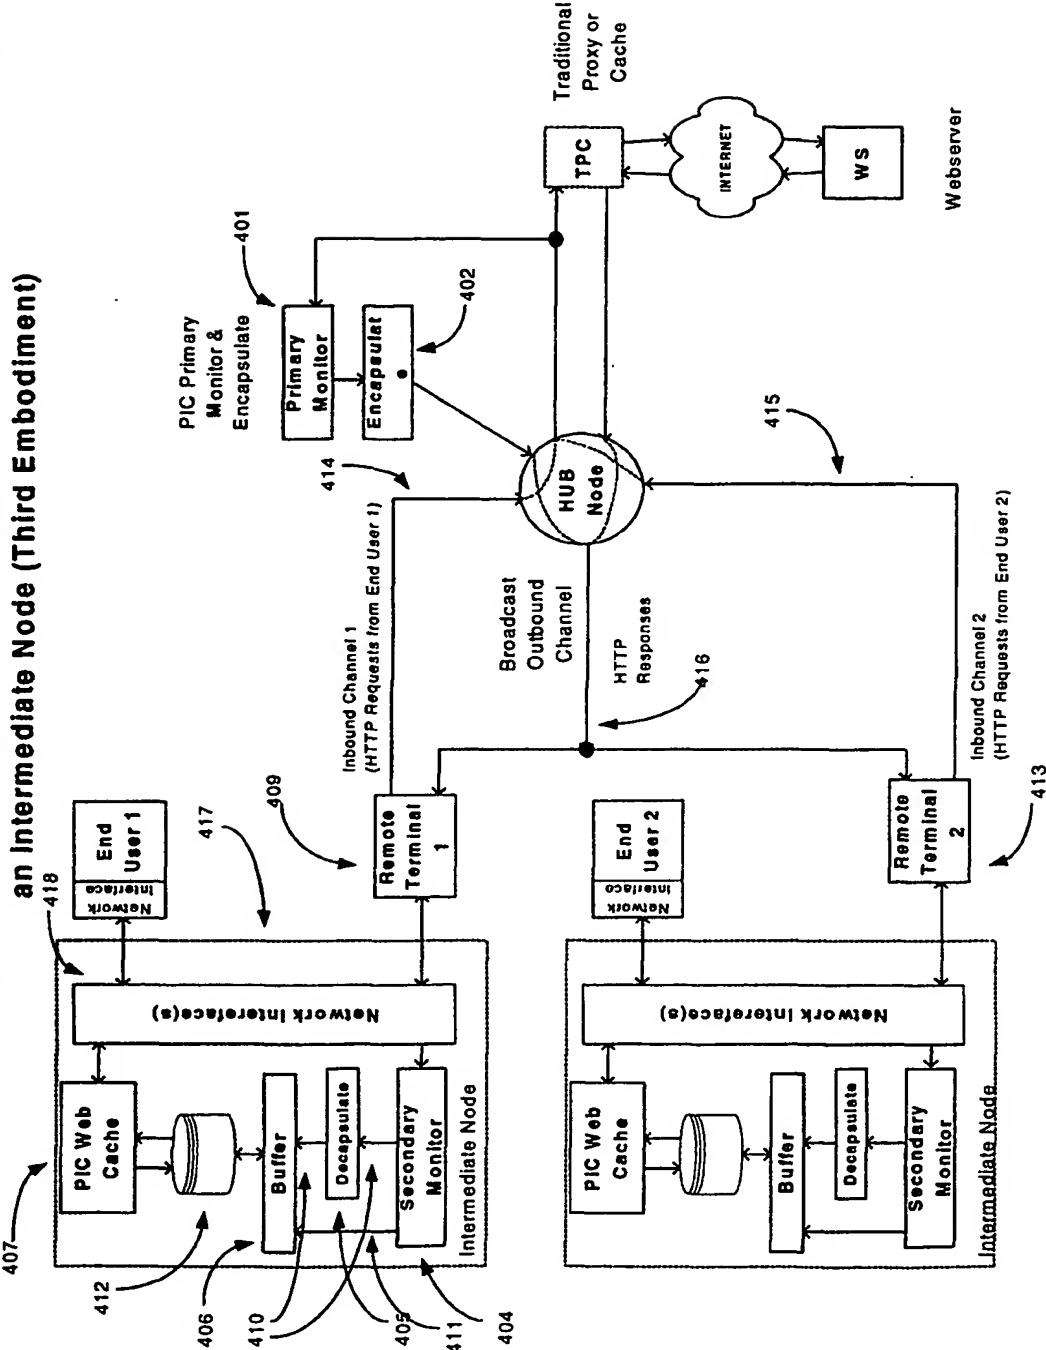 an Intermediate Node (Third Embodiment)
407
418
417
409
412
406
410
405
411
404
PIC Web
Cache
Buffer
Decapsulate
Secondary
Monitor
Intermediate Node
Network Intereface(s)
Network
Interface
End
User 1
Remote
Terminal
1
Inbound Channel 1
(HTTP Requests from End User 1)
414
PIC Primary
Monitor &
Encapsulate
401
Primary
Monitor
Encapsulat
e
402
HUB
Node
Broadcast
Outbound
Channel
HTTP
Responses
416
415
Traditional
Proxy or
Cache
TPC
INTERNET
WS
Webserver
PIC Web
Cache
Buffer
Decapsulate
Secondary
Monitor
Intermediate Node
Network Intereface(s)
Network
Interface
End
User 2
Remote
Terminal
2
Inbound Channel 2
(HTTP Requests from End User 2)
413